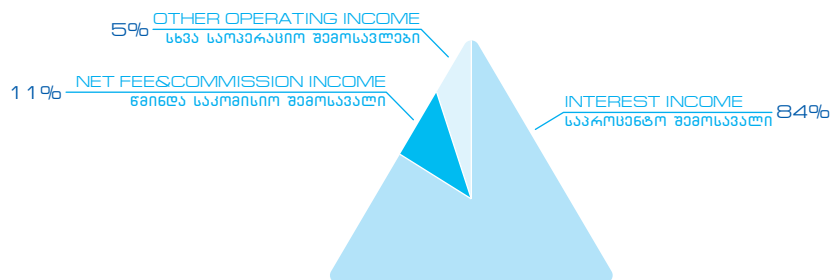 5% OTHER OPERATING INCOME
სხვა საოპერაციო შემოსავლები
11% NET FEE&COMMISSION INCOME
წმინდა საკომისიო შემოსავალი
INTEREST INCOME 84%
საპროცენტო შემოსავალი